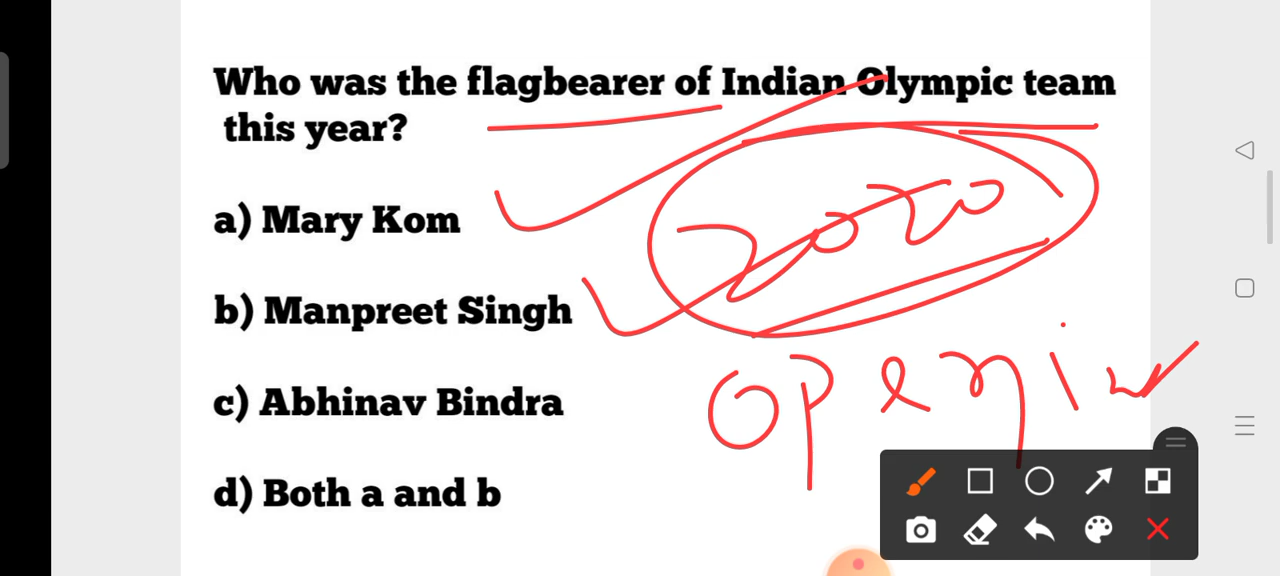 Who was the flagbearer of Indian Olympic team
this year?
a) Mary Kom
2020
b) Manpreet Singh
c) Abhinav Bindra
d) Both a and b